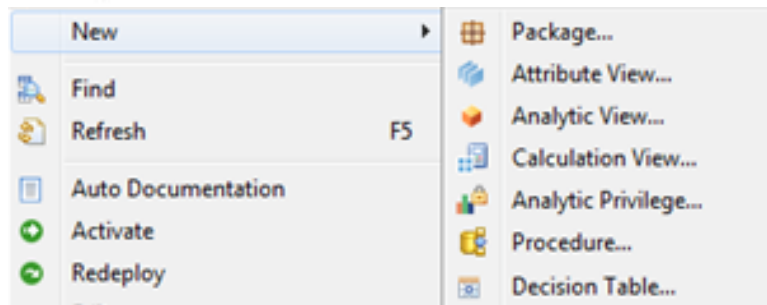 New
Find
Refresh F5
Auto Documentation
Activate
Redeploy
Package...
Attribute View...
Analytic View...
Calculation View...
Analytic Privilege...
Procedure...
Decision Table...